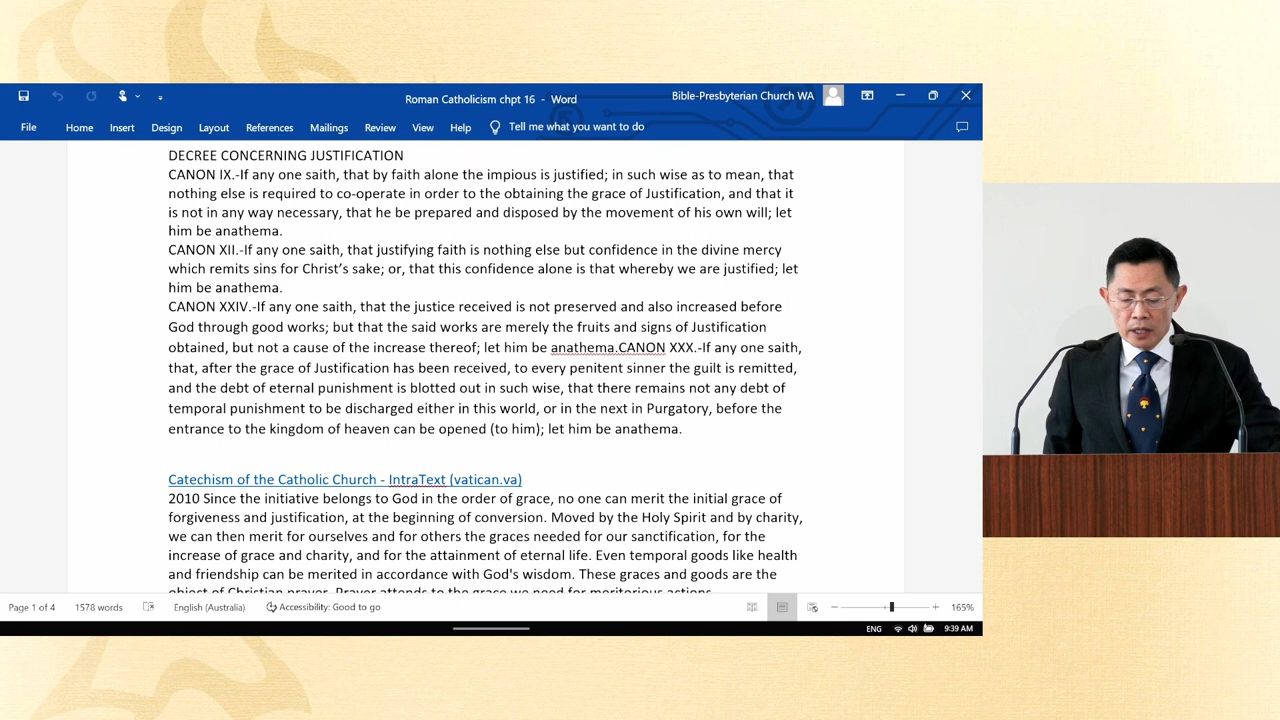 Roman Catholicism chpt 16 - Word
Bible-Presbyterian Church WA
File Home Insert Design Layout References Mailings Review View Help Tell me what you want to do
DECREE CONCERNING JUSTIFICATION
CANON IX.-If any one saith, that by faith alone the impious is justified; in such wise as to mean, that
nothing else is required to co-operate in order to the obtaining the grace of Justification, and that it
is not in any way necessary, that he be prepared and disposed by the movement of his own will; let
him be anathema.
CANON XII.-If any one saith, that justifying faith is nothing else but confidence in the divine mercy
which remits sins for Christ’s sake; or, that this confidence alone is that whereby we are justified; let
him be anathema.
CANON XXIV.-If any one saith, that the justice received is not preserved and also increased before
God through good works; but that the said works are merely the fruits and signs of Justification
obtained, but not a cause of the increase thereof; let him be anathema.CANON XXX.-If any one saith,
that, after the grace of Justification has been received, to every penitent sinner the guilt is remitted,
and the debt of eternal punishment is blotted out in such wise, that there remains not any debt of
temporal punishment to be discharged either in this world, or in the next in Purgatory, before the
entrance to the kingdom of heaven can be opened (to him); let him be anathema.
Catechism of the Catholic Church - IntraText (vatican.va)
2010 Since the initiative belongs to God in the order of grace, no one can merit the initial grace of
forgiveness and justification, at the beginning of conversion. Moved by the Holy Spirit and by charity,
we can then merit for ourselves and for others the graces needed for our sanctification, for the
increase of grace and charity, and for the attainment of eternal life. Even temporal goods like health
and friendship can be merited in accordance with God's wisdom. These graces and goods are the
object of Christian prayer. Prayer attends to the grace we need for meritorious actions.
Page 1 of 4 1578 words English (Australia) Accessibility: Good to go 165%
ENG 9:39 AM